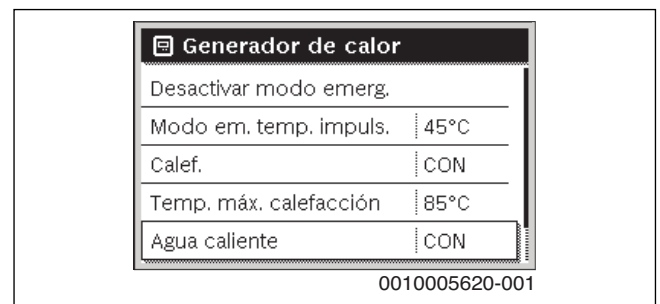 Generador de calor
Desactivar modo emerg.
Modo em. temp. impuls. 45°C
Calef. CON
Temp. máx. calefacción 85°C
Agua caliente CON
0010005620-001